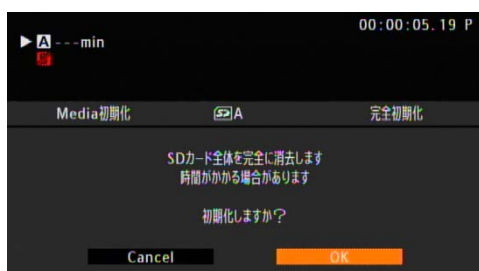 00:00:05.19 P
A ---min
Media初期化 A 完全初期化
SDカード全体を完全に消去します
時間がかかる場合があります
初期化しますか?
Cancel OK